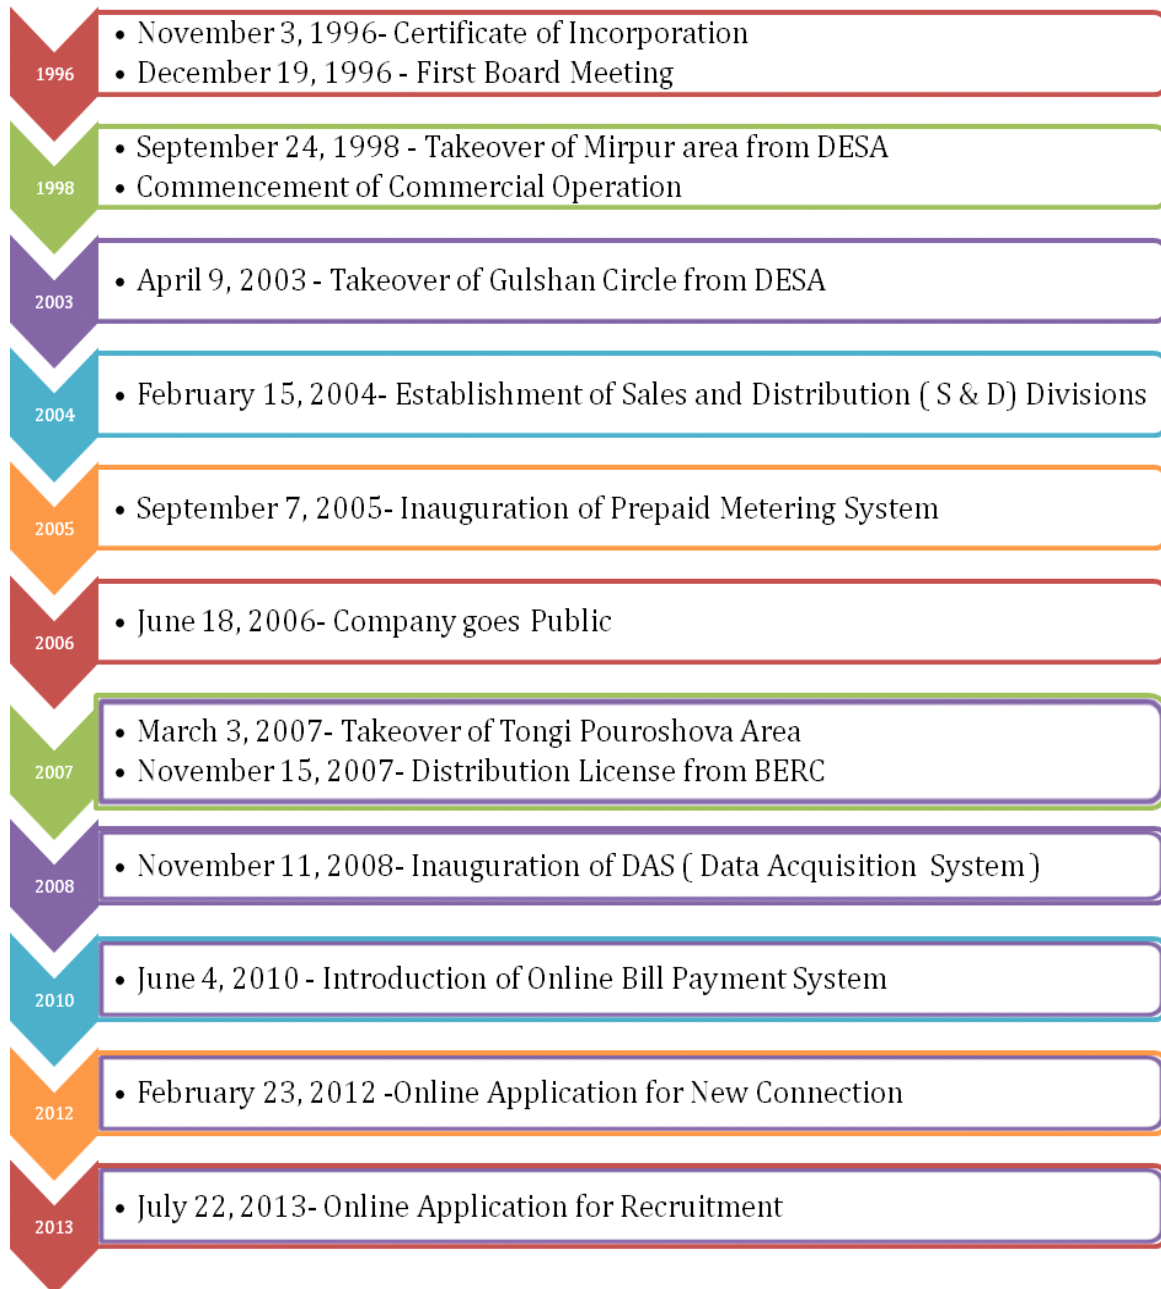 1996
• November 3, 1996- Certificate of Incorporation
• December 19, 1996 - First Board Meeting
1998
• September 24, 1998 - Takeover of Mirpur area from DESA
• Commencement of Commercial Operation
2003
• April 9, 2003 - Takeover of Gulshan Circle from DESA
2004
• February 15, 2004- Establishment of Sales and Distribution ( S & D) Divisions
2005
• September 7, 2005- Inauguration of Prepaid Metering System
2006
• June 18, 2006- Company goes Public
2007
• March 3, 2007- Takeover of Tongi Pouroshova Area
• November 15, 2007- Distribution License from BERC
2008
• November 11, 2008- Inauguration of DAS ( Data Acquisition System )
2010
• June 4, 2010 - Introduction of Online Bill Payment System
2012
• February 23, 2012 -Online Application for New Connection
2013
• July 22, 2013- Online Application for Recruitment